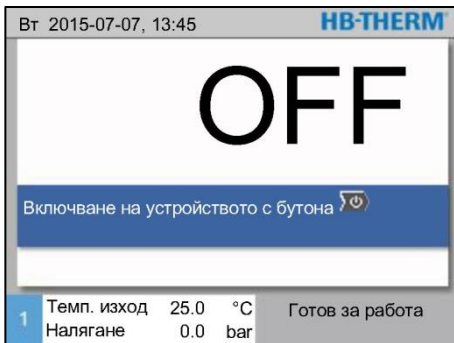 Вт 2015-07-07, 13:45 HB-THERM
OFF
Включване на устройството с бутона
1 Темп. изход 25.0 °C Готов за работа
Налягане 0.0 bar